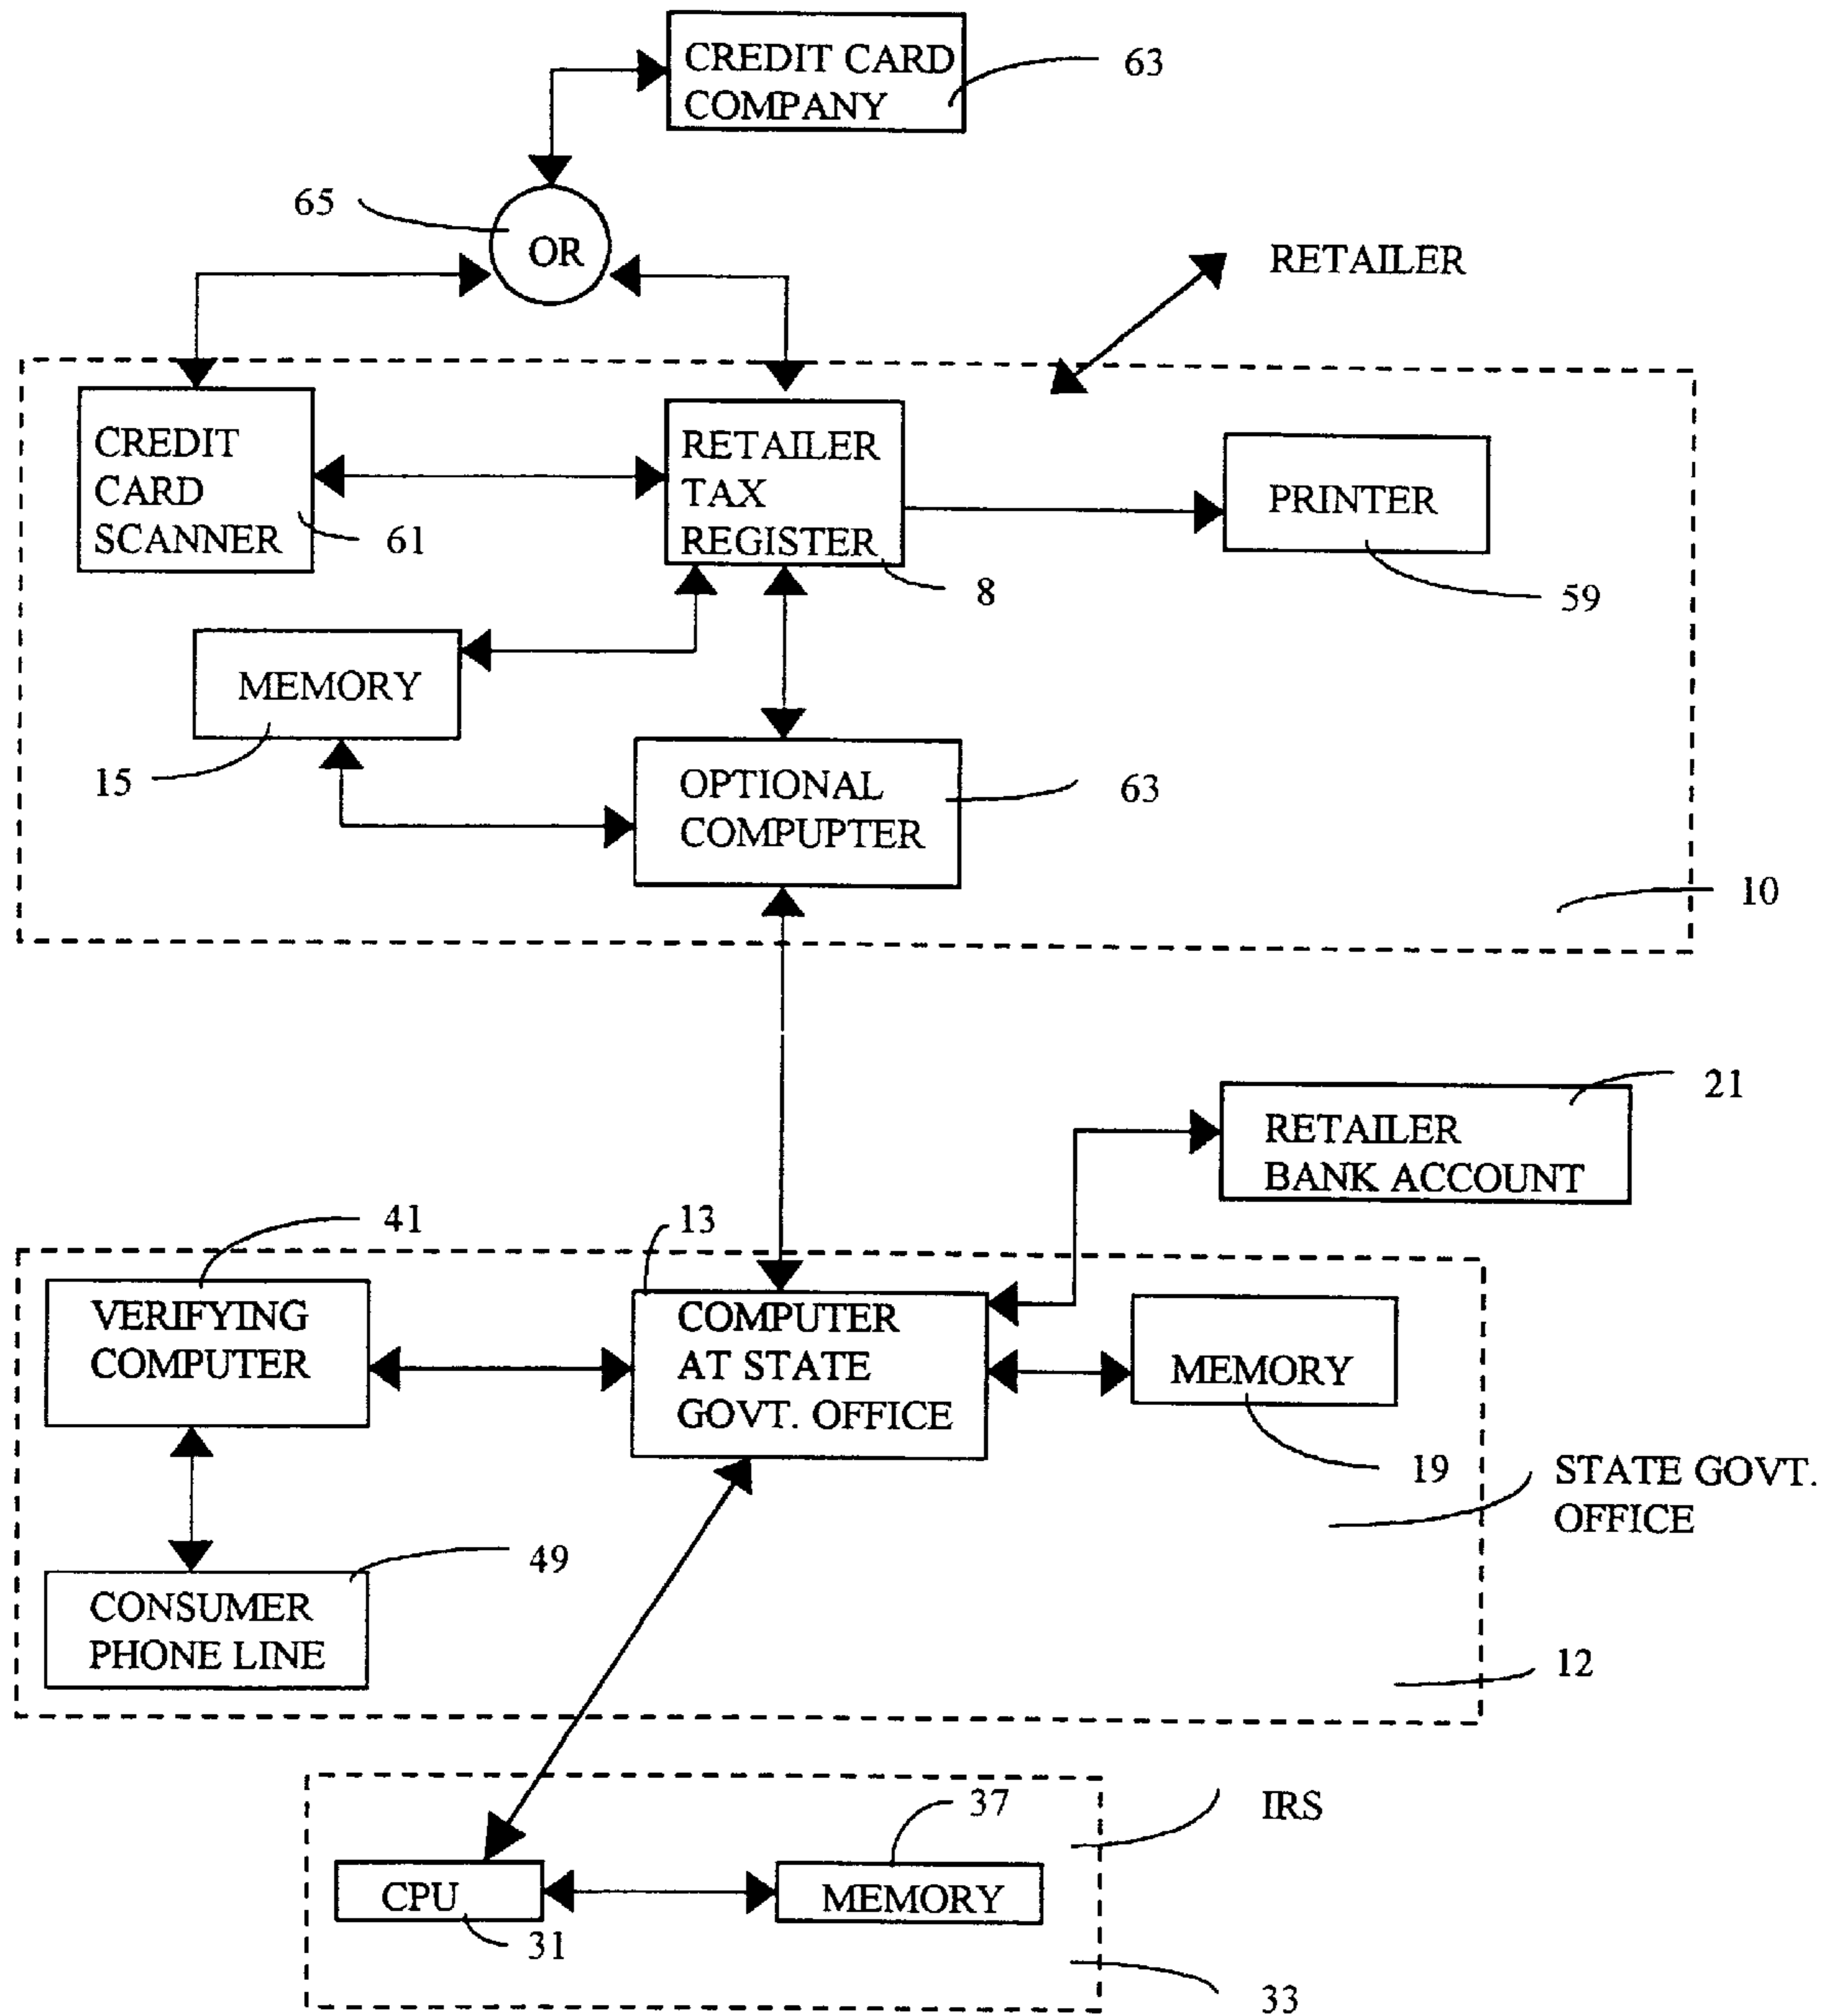 CREDIT CARD
COMPANY
63
65
OR
RETAILER
CREDIT
CARD
SCANNER
61
RETAILER
TAX
REGISTER
8
PRINTER
59
MEMORY
15
OPTIONAL
COMPUPTER
63
10
21
RETAILER
BANK ACCOUNT
41
13
VERIFYING
COMPUTER
COMPUTER
AT STATE
GOVT. OFFICE
MEMORY
19
STATE GOVT.
OFFICE
49
CONSUMER
PHONE LINE
12
37
IRS
CPU
31
MEMORY
33